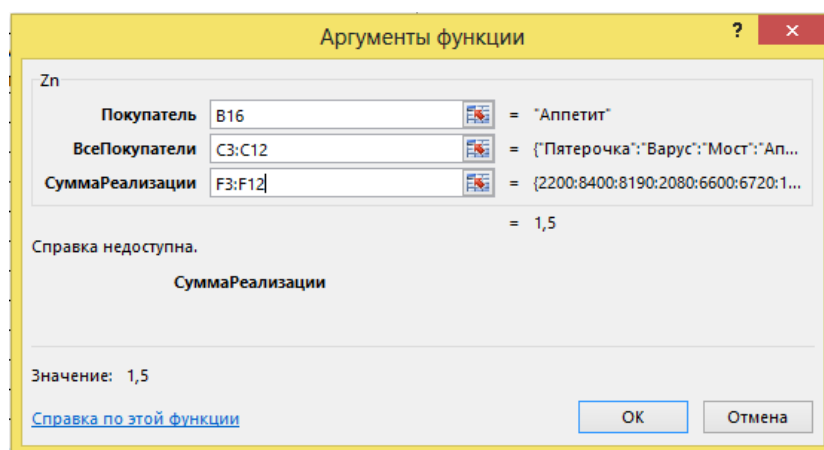 Аргументы функции ? ×
Zn
Покупатель B16 = "Аппетит"
ВсеПокупатели C3:C12 = {"Пятерочка":"Варус":"Мост":"Ап...
СуммаРеализации F3:F12 = {2200:8400:8190:2080:6600:6720:1...
= 1,5
Справка недоступна.
СуммаРеализации
Значение: 1,5
Справка по этой функции ОК Отмена